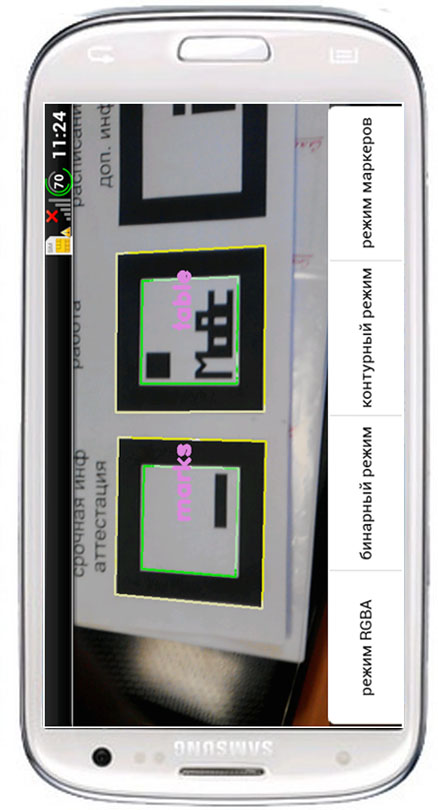 70 11:24
срочная инф
аттестация
работа
расписани
доп. инф
marks
table
режим RGBA
бинарный режим
контурный режим
режим маркеров
SAMSUNG